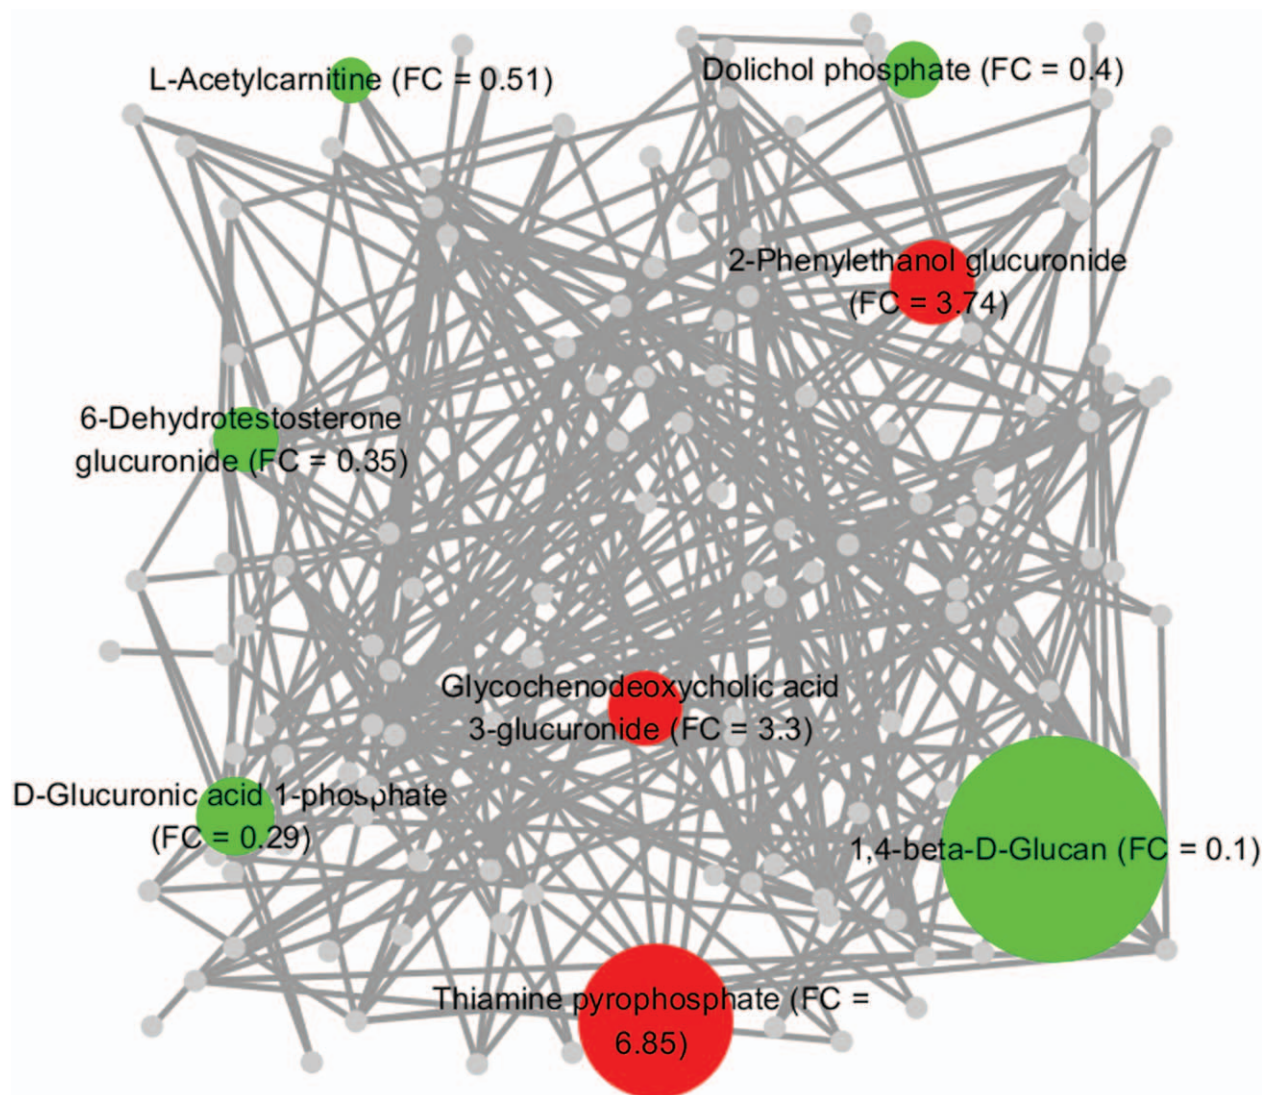 L-Acetylcarnitine (FC = 0.51)
Dolichol phosphate (FC = 0.4)
2-Phenylethanol glucuronide
(FC = 3.74)
6-Dehydrotestosterone
glucuronide (FC = 0.35)
Glycochenodeoxycholic acid
3-glucuronide (FC = 3.3)
D-Glucuronic acid 1-phosphate
(FC = 0.29)
1,4-beta-D-Glucan (FC = 0.1)
Thiamine pyrophosphate (FC =
6.85)